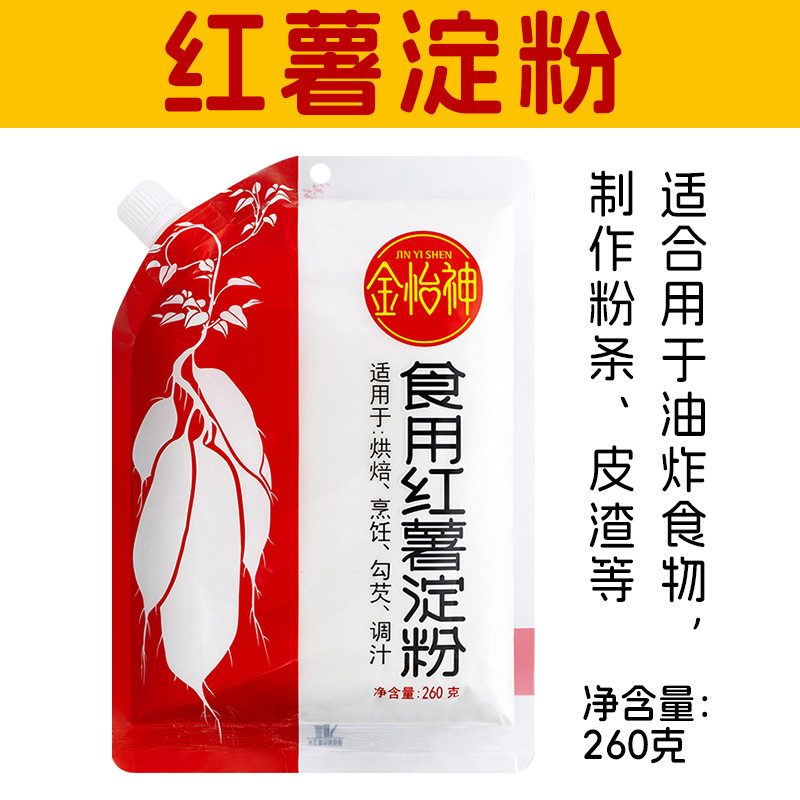 红薯淀粉
JIN YI SHEN
金怡神
食用红薯淀粉
适用于:烘焙、烹饪、勾芡、调汁
净含量:260克
适合用于油炸食物,
制作粉条、皮渣等
净含量:
260克